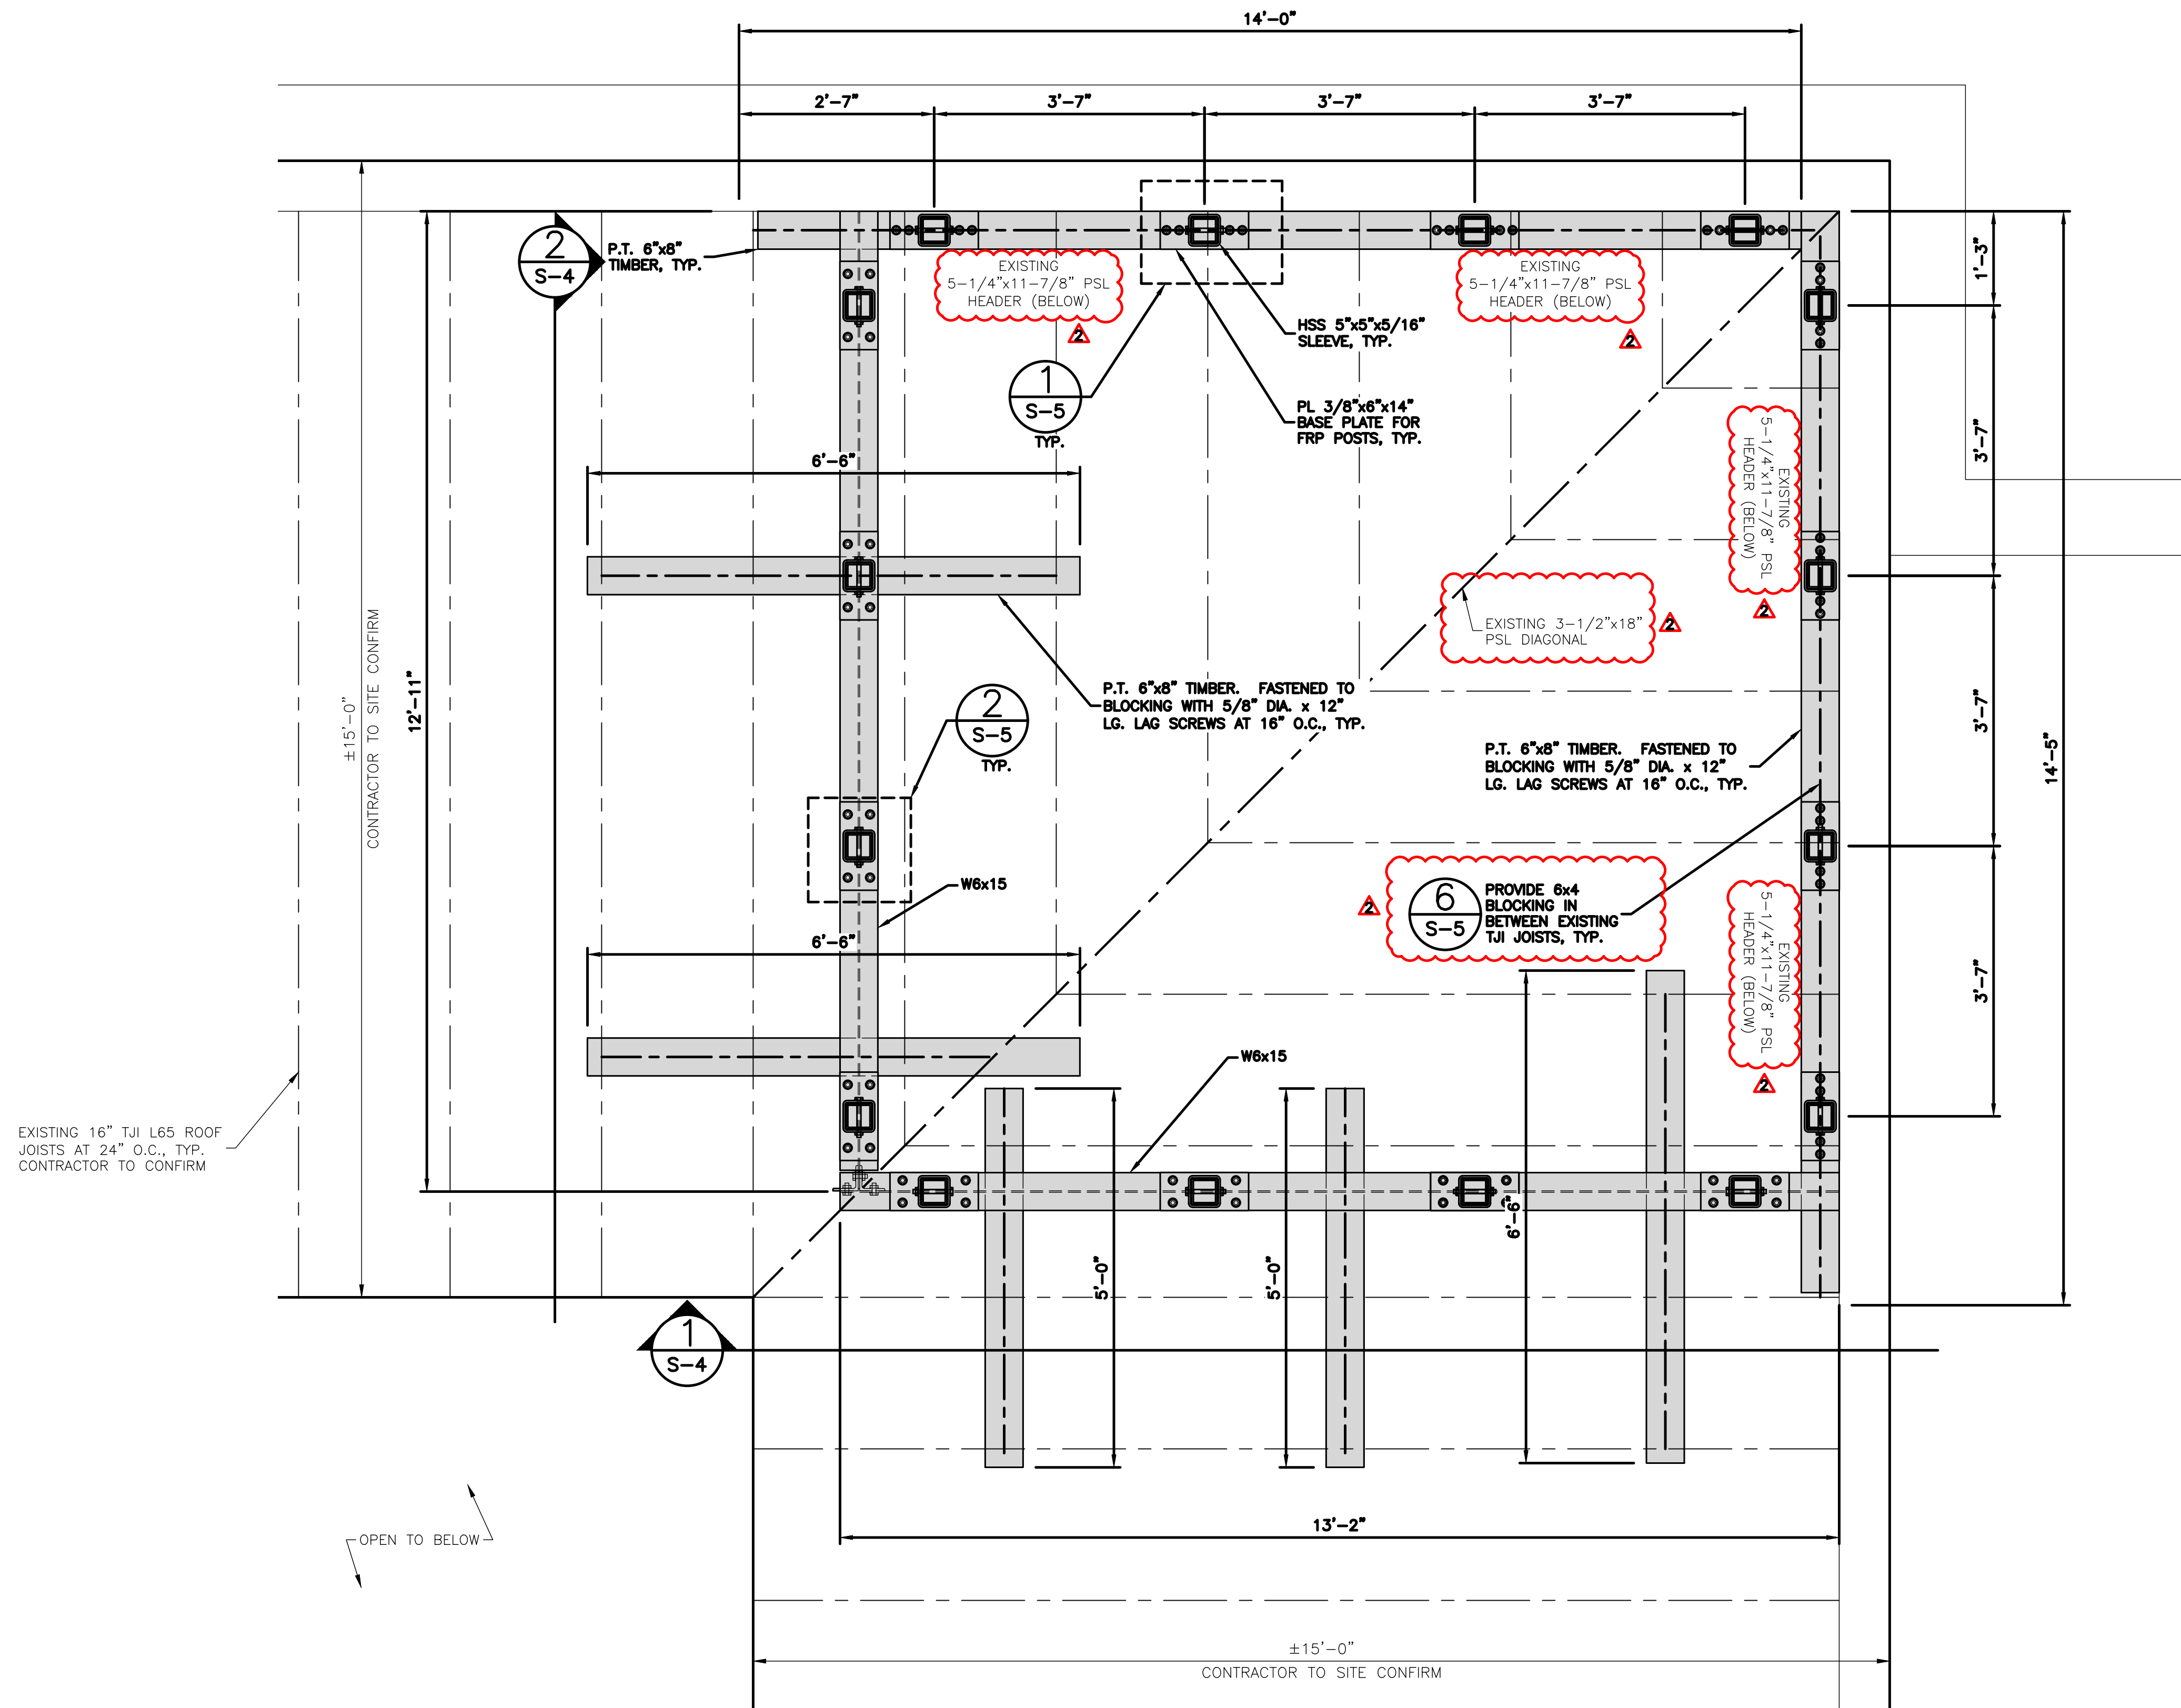 14'-0"
2'-7"
3'-7"
3'-7"
3'-7"
2
S-4
P.T. 6"x8"
TIMBER, TYP.
EXISTING
5-1/4"x11-7/8" PSL
HEADER (BELOW)
2
EXISTING
5-1/4"x11-7/8" PSL
HEADER (BELOW)
2
1'-3"
HSS 5"x5"x5/16"
SLEEVE, TYP.
1
S-5
TYP.
PL 3/8"x6"x14"
BASE PLATE FOR
FRP POSTS, TYP.
3'-7"
EXISTING
5-1/4"x11-7/8" PSL
HEADER (BELOW)
2
6'-6"
EXISTING 3-1/2"x18"
PSL DIAGONAL
2
±15'-0"
CONTRACTOR TO SITE CONFIRM
12'-11"
P.T. 6"x8" TIMBER. FASTENED TO
BLOCKING WITH 5/8" DIA. x 12"
LG. LAG SCREWS AT 16" O.C., TYP.
2
S-5
TYP.
3'-7"
P.T. 6"x8" TIMBER. FASTENED TO
BLOCKING WITH 5/8" DIA. x 12"
LG. LAG SCREWS AT 16" O.C., TYP.
14'-5"
W6x15
2
6
S-5
PROVIDE 6x4
BLOCKING IN
BETWEEN EXISTING
TJI JOISTS, TYP.
EXISTING
5-1/4"x11-7/8" PSL
HEADER (BELOW)
2
3'-7"
6'-6"
W6x15
EXISTING 16" TJI L65 ROOF
JOISTS AT 24" O.C., TYP.
CONTRACTOR TO CONFIRM
5'-0"
5'-0"
6'-6"
1
S-4
OPEN TO BELOW
13'-2"
±15'-0"
CONTRACTOR TO SITE CONFIRM